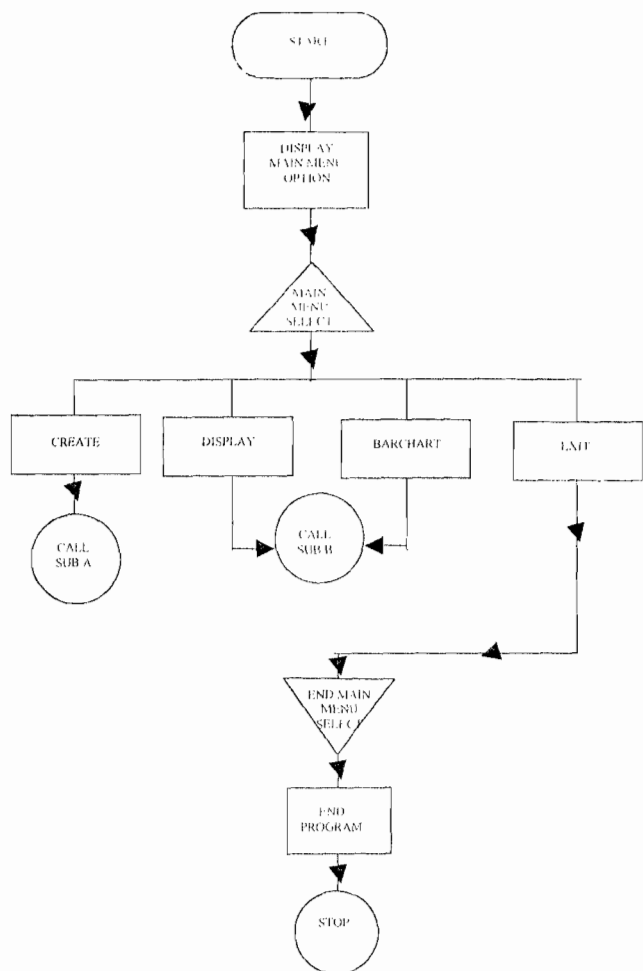 START
DISPLAY
MAIN MENU
OPTION
MAIN
MENU
SELECT
CREATE
DISPLAY
BARCHART
EXIT
CALL
SUB A
CALL
SUB B
END MAIN
MENU
SELECT
END
PROGRAM
STOP